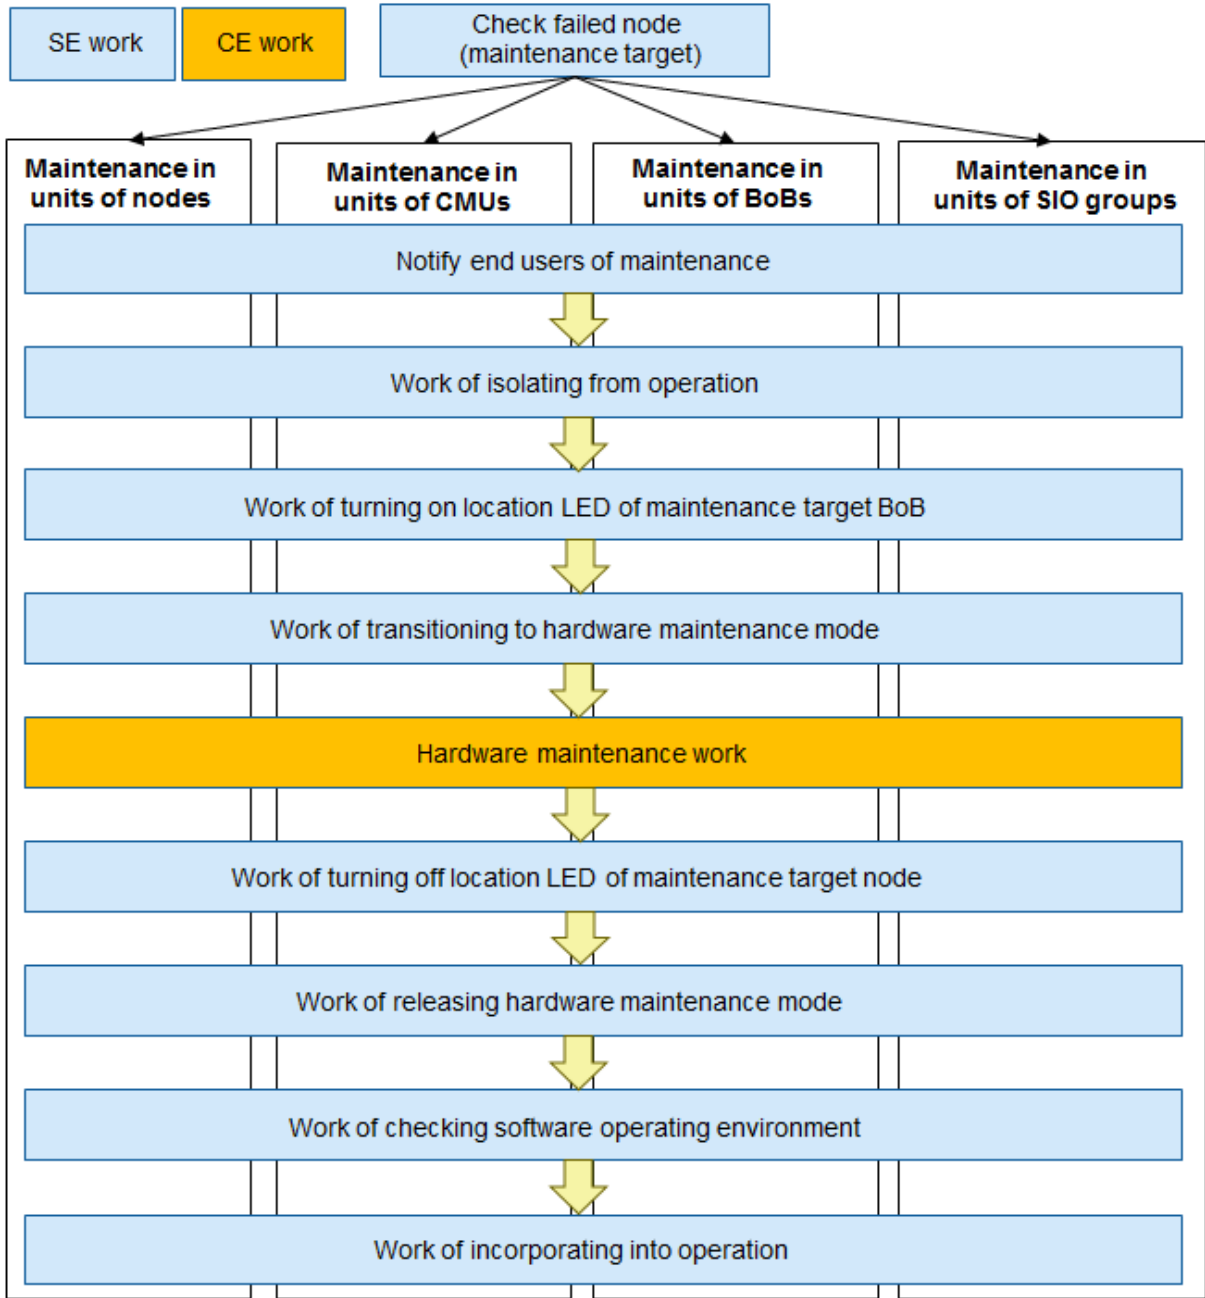 SE work
CE work
Check failed node
(maintenance target)
Maintenance in
units of nodes
Maintenance in
units of CMUs
Maintenance in
units of BoBs
Maintenance in
units of SIO groups
Notify end users of maintenance
Work of isolating from operation
Work of turning on location LED of maintenance target BoB
Work of transitioning to hardware maintenance mode
Hardware maintenance work
Work of turning off location LED of maintenance target node
Work of releasing hardware maintenance mode
Work of checking software operating environment
Work of incorporating into operation